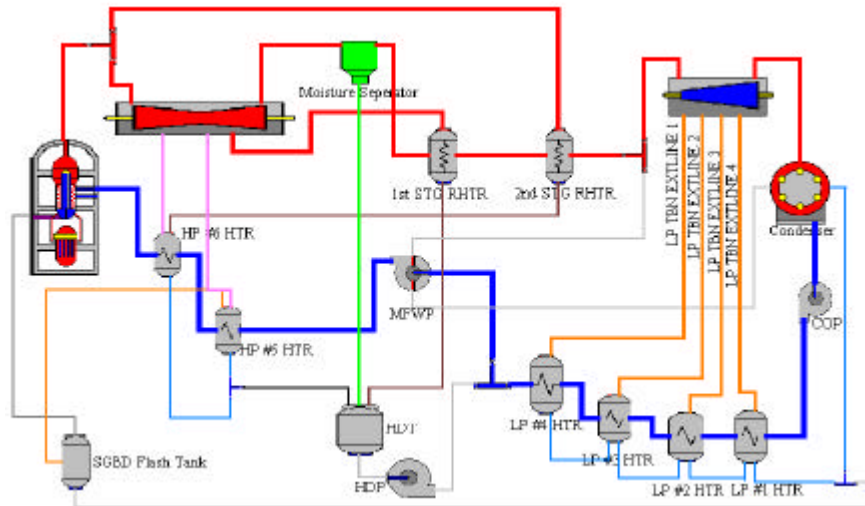 Moisture Seperator
1st STG RHTR
2nd STG RHTR
LP TBN EXTLINE 1
LP TBN EXTLINE 2
LP TBN EXTLINE 3
LP TBN EXTLINE 4
Condenser
HP #6 HTR
MFWP
COP
HP #5 HTR
HDT
LP #4 HTR
LP #3 HTR
SGBD Flash Tank
HDP
LP #2 HTR
LP #1 HTR